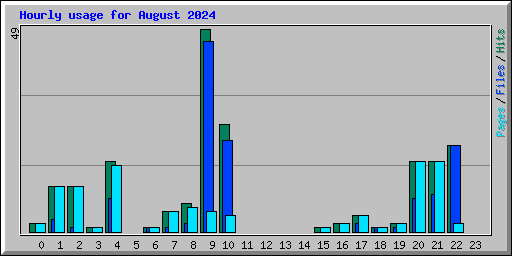 Hourly usage for August 2024
49
Pages / Files / Hits
0 1 2 3 4 5 6 7 8 9 10 11 12 13 14 15 16 17 18 19 20 21 22 23